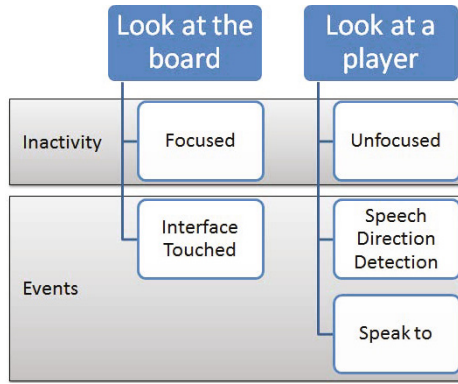 Look at the
board
Look at a
player
Inactivity
Focused
Unfocused
Events
Interface
Touched
Speech
Direction
Detection
Speak to